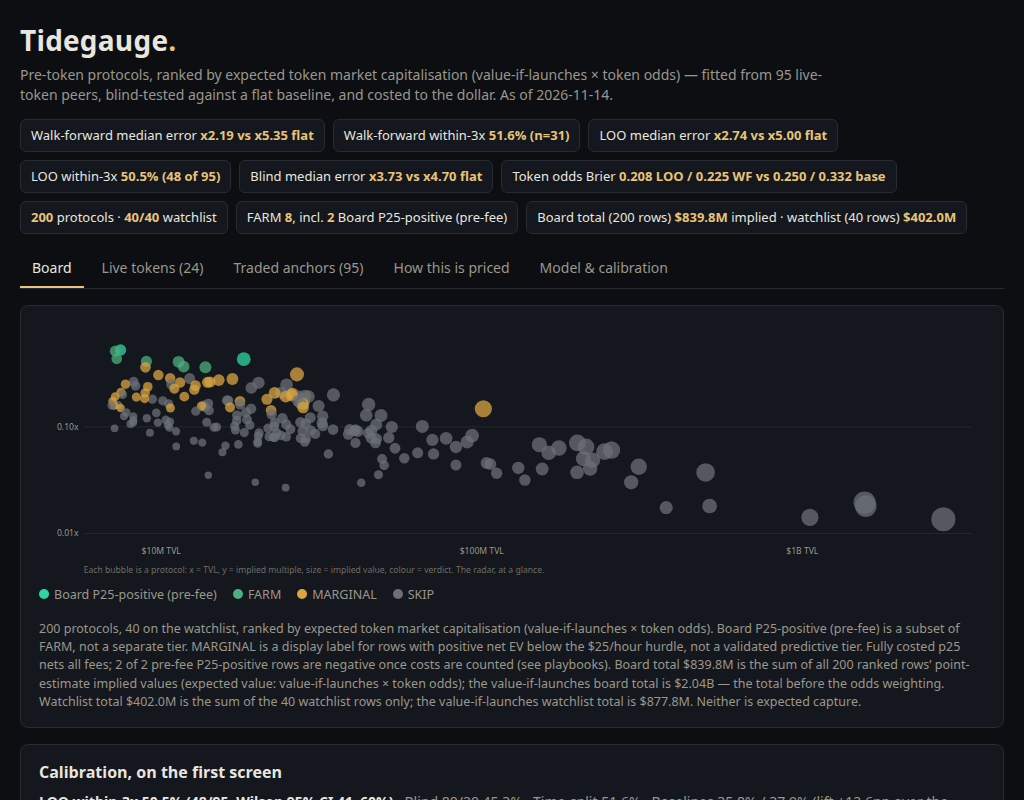 Tidegauge.
Pre-token protocols, ranked by expected token market capitalisation (value-if-launches × token odds) — fitted from 95 live-
token peers, blind-tested against a flat baseline, and costed to the dollar. As of 2026-11-14.
Walk-forward median error x2.19 vs x5.35 flat
Walk-forward within-3x 51.6% (n=31)
LOO median error x2.74 vs x5.00 flat
LOO within-3x 50.5% (48 of 95)
Blind median error x3.73 vs x4.70 flat
Token odds Brier 0.208 LOO / 0.225 WF vs 0.250 / 0.332 base
200 protocols · 40/40 watchlist
FARM 8, incl. 2 Board P25-positive (pre-fee)
Board total (200 rows) $839.8M implied · watchlist (40 rows) $402.0M
Board
Live tokens (24)
Traded anchors (95)
How this is priced
Model & calibration
0.10x
0.01x
$10M TVL
$100M TVL
$1B TVL
Each bubble is a protocol: x = TVL, y = implied multiple, size = implied value, colour = verdict. The radar, at a glance.
Board P25-positive (pre-fee)
FARM
MARGINAL
SKIP
200 protocols, 40 on the watchlist, ranked by expected token market capitalisation (value-if-launches × token odds). Board P25-positive (pre-fee) is a subset of
FARM, not a separate tier. MARGINAL is a display label for rows with positive net EV below the $25/hour hurdle, not a validated predictive tier. Fully costed p25
nets all fees; 2 of 2 pre-fee P25-positive rows are negative once costs are counted (see playbooks). Board total $839.8M is the sum of all 200 ranked rows' point-
estimate implied values (expected value: value-if-launches × token odds); the value-if-launches board total is $2.04B — the total before the odds weighting.
Watchlist total $402.0M is the sum of the 40 watchlist rows only; the value-if-launches watchlist total is $877.8M. Neither is expected capture.
Calibration, on the first screen